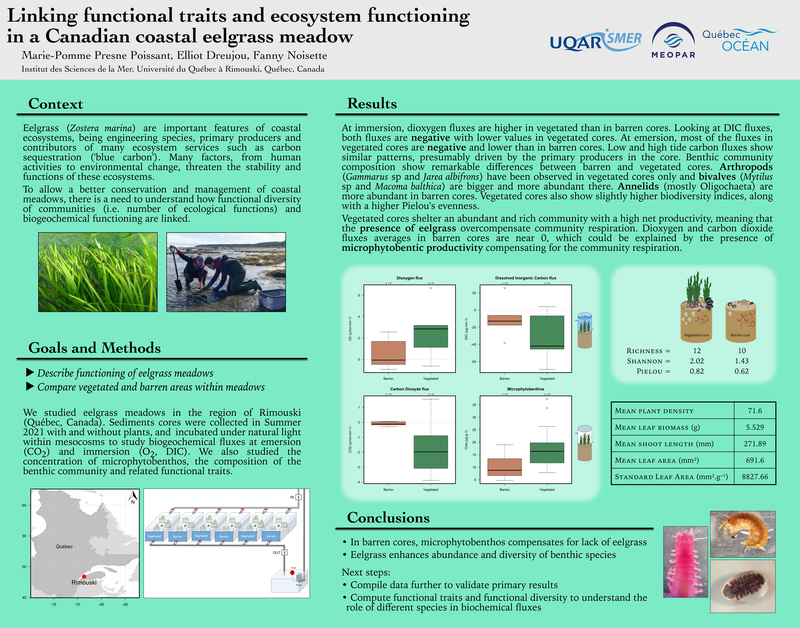 Linking functional traits and ecosystem functioning
in a Canadian coastal eelgrass meadow
Marie-Pomme Presne Poissant, Elliot Dreujou, Fanny Noisette
Institut des Sciences de la Mer, Université du Québec à Rimouski, Québec, Canada
UQAR ISMER
MEOPAR
Québec
OCÉAN
Context
Eelgrass (Zostera marina) are important features of coastal
ecosystems, being engineering species, primary producers and
contributors of many ecosystem services such as carbon
sequestration ('blue carbon'). Many factors, from human
activities to environmental change, threaten the stability and
functions of these ecosystems.
To allow a better conservation and management of coastal
meadows, there is a need to understand how functional diversity
of communities (i.e. number of ecological functions) and
biogeochemical functioning are linked.
Goals and Methods
▶ Describe functioning of eelgrass meadows
▶ Compare vegetated and barren areas within meadows
We studied eelgrass meadows in the region of Rimouski
(Québec, Canada). Sediments cores were collected in Summer
2021 with and without plants, and incubated under natural light
within mesocosms to study biogeochemical fluxes at emersion
(CO₂) and immersion (O₂, DIC). We also studied the
concentration of microphytobenthos, the composition of the
benthic community and related functional traits.
Québec
Rimouski
N
IN
OUT
Vegetated Barren Vegetated Barren Vegetated Barren
Results
At immersion, dioxygen fluxes are higher in vegetated than in barren cores. Looking at DIC fluxes,
both fluxes are negative with lower values in vegetated cores. At emersion, most of the fluxes in
vegetated cores are negative and lower than in barren cores. Low and high tide carbon fluxes show
similar patterns, presumably driven by the primary producers in the core. Benthic community
composition show remarkable differences between barren and vegetated cores. Arthropods
(Gammarus sp and Jarea albifrons) have been observed in vegetated cores only and bivalves (Mytilus
sp and Macoma balthica) are bigger and more abundant there. Annelids (mostly Oligochaeta) are
more abundant in barren cores. Vegetated cores also show slightly higher biodiversity indices, along
with a higher Pielou's evenness.
Vegetated cores shelter an abundant and rich community with a high net productivity, meaning that
the presence of eelgrass overcompensate community respiration. Dioxygen and carbon dioxide
fluxes averages in barren cores are near 0, which could be explained by the presence of
microphytobentic productivity compensating for the community respiration.
Dioxygen flux
Barren Vegetated
Dissolved Inorganic Carbon flux
Barren Vegetated
Carbon Dioxyde flux
Barren Vegetated
Microphytobenthos
Barren Vegetated
Vegetated core Barren core
Richness = 12 10
Shannon = 2.02 1.43
Pielou = 0.82 0.62
Mean plant density 71.6
Mean leaf biomass (g) 5.529
Mean shoot length (mm) 271.89
Mean leaf area (mm²) 691.6
Standard Leaf Area (mm².g⁻¹) 8827.66
Conclusions
• In barren cores, microphytobenthos compensates for lack of eelgrass
• Eelgrass enhances abundance and diversity of benthic species
Next steps:
• Compile data further to validate primary results
• Compute functional traits and functional diversity to understand the
role of different species in biochemical fluxes